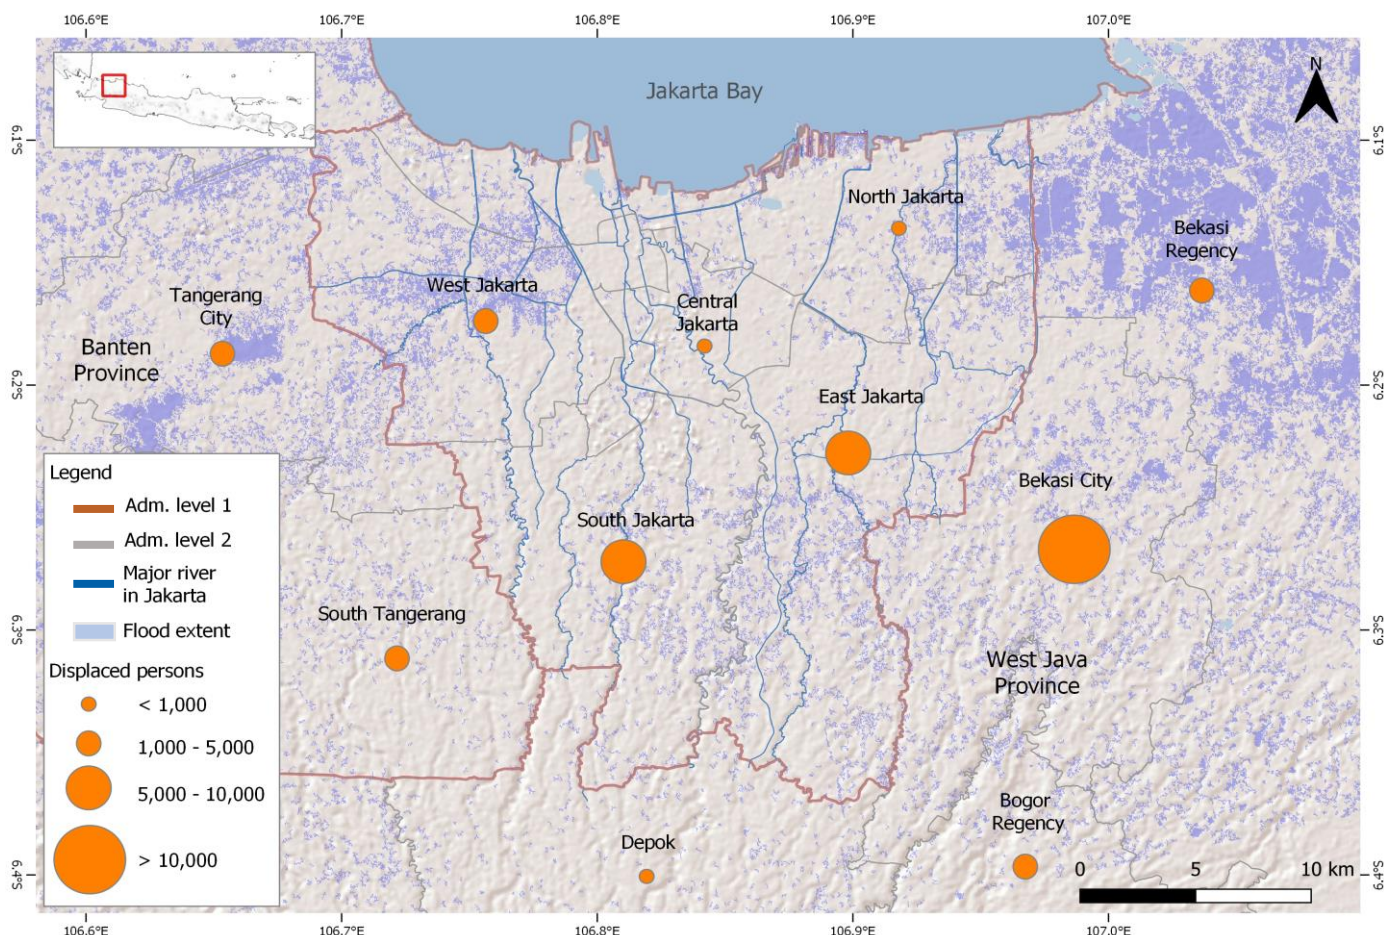 106.6°E
106.7°E
106.8°E
106.9°E
107.0°E
Jakarta Bay
N
6.1°S
6.1°S
North Jakarta
Bekasi
Regency
West Jakarta
Tangerang
City
Central
Jakarta
Banten
Province
6.2°S
6.2°S
East Jakarta
Bekasi City
South Jakarta
South Tangerang
6.3°S
6.3°S
West Java
Province
Legend
Adm. level 1
Adm. level 2
Major river
in Jakarta
Flood extent
Displaced persons
< 1,000
1,000 - 5,000
5,000 - 10,000
> 10,000
Bogor
Regency
Depok
0 5 10 km
6.4°S
6.4°S
106.6°E
106.7°E
106.8°E
106.9°E
107.0°E